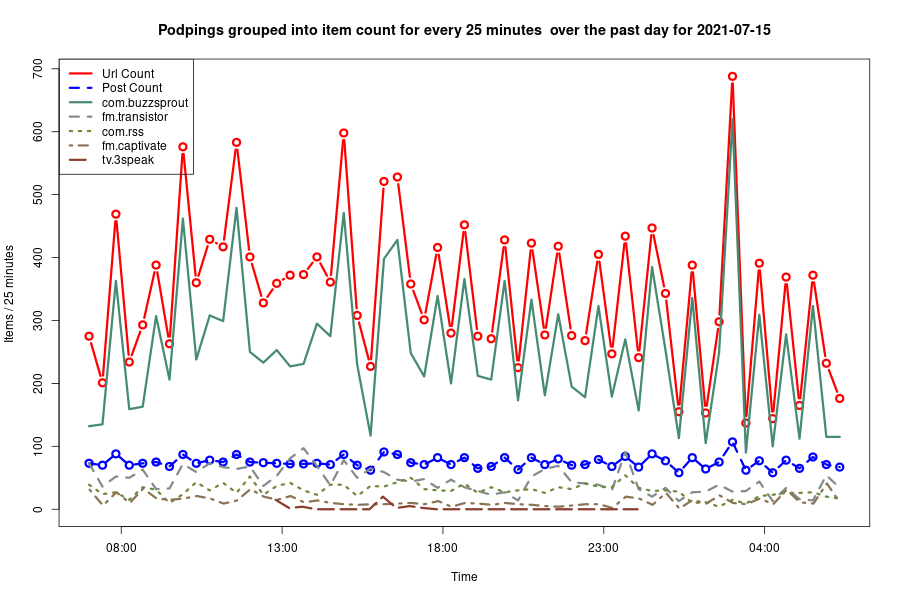 Podpings grouped into item count for every 25 minutes  over the past day for 2021-07-15
Url Count
Post Count
com.buzzsprout
fm.transistor
com.rss
fm.captivate
tv.3speak
700
600
500
400
300
200
100
0
Items / 25 minutes
08:00
13:00
18:00
23:00
04:00
Time